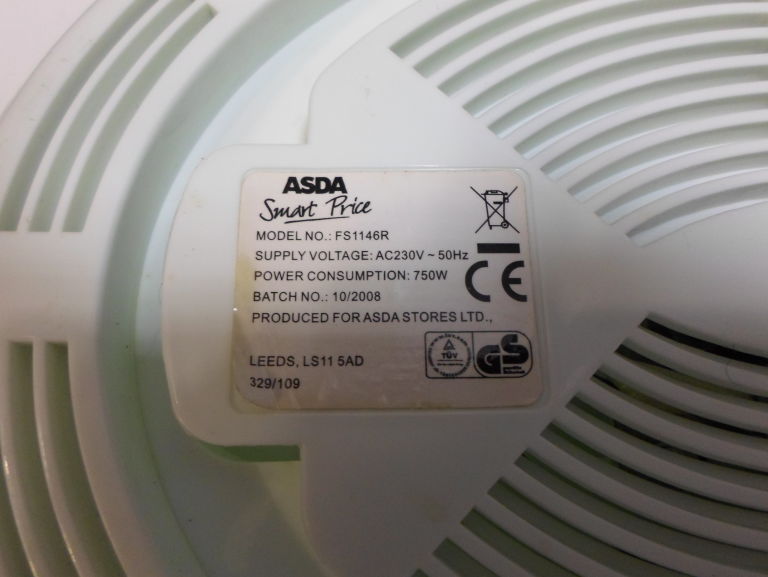 ASDA
Smart Price
MODEL NO.: FS1146R
SUPPLY VOLTAGE: AC230V ~ 50Hz
POWER CONSUMPTION: 750W
BATCH NO.: 10/2008
PRODUCED FOR ASDA STORES LTD.,
LEEDS, LS11 5AD
329/109
CE
TÜV
GS